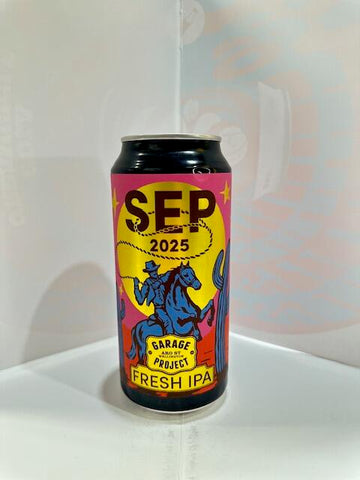 SEP
2025
GARAGE
ARO ST
WELLINGTON
PROJECT
FRESH IPA